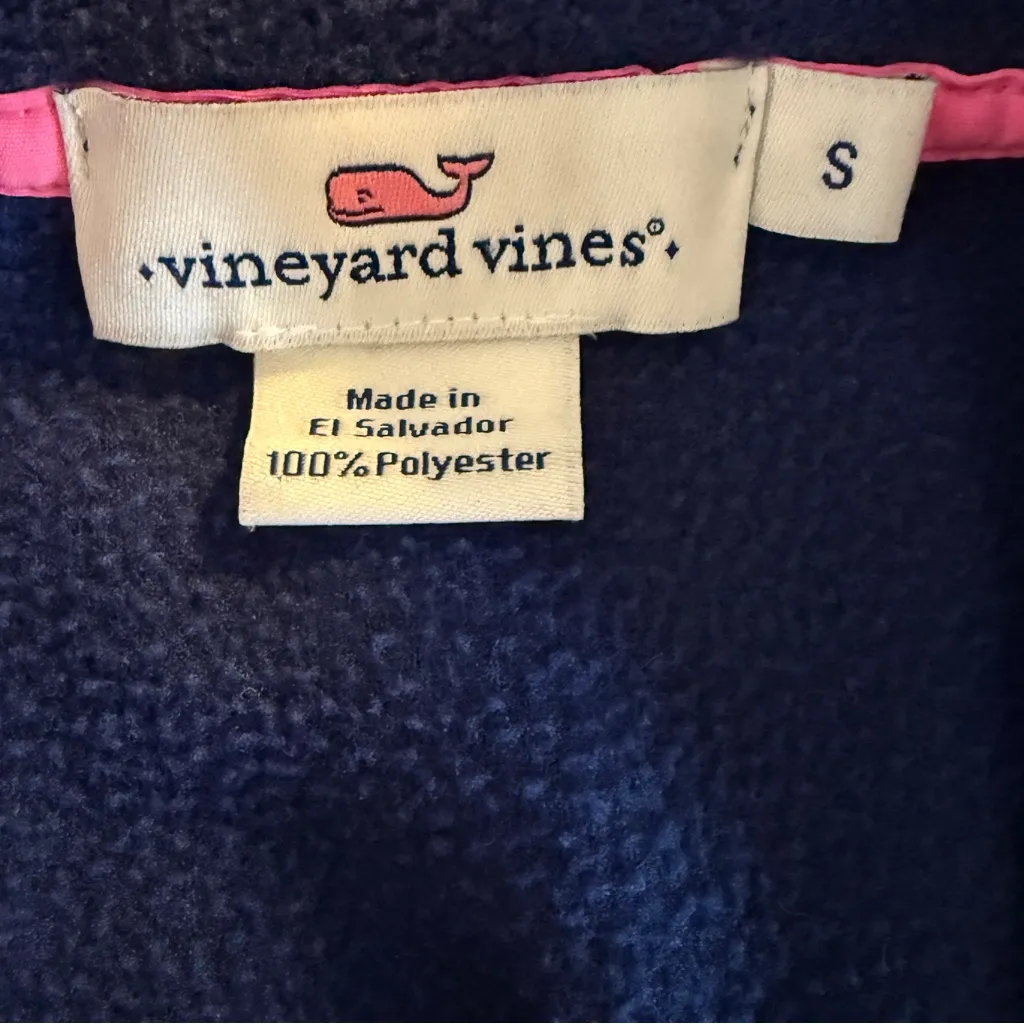 vineyard vines®
S
Made in
El Salvador
100% Polyester